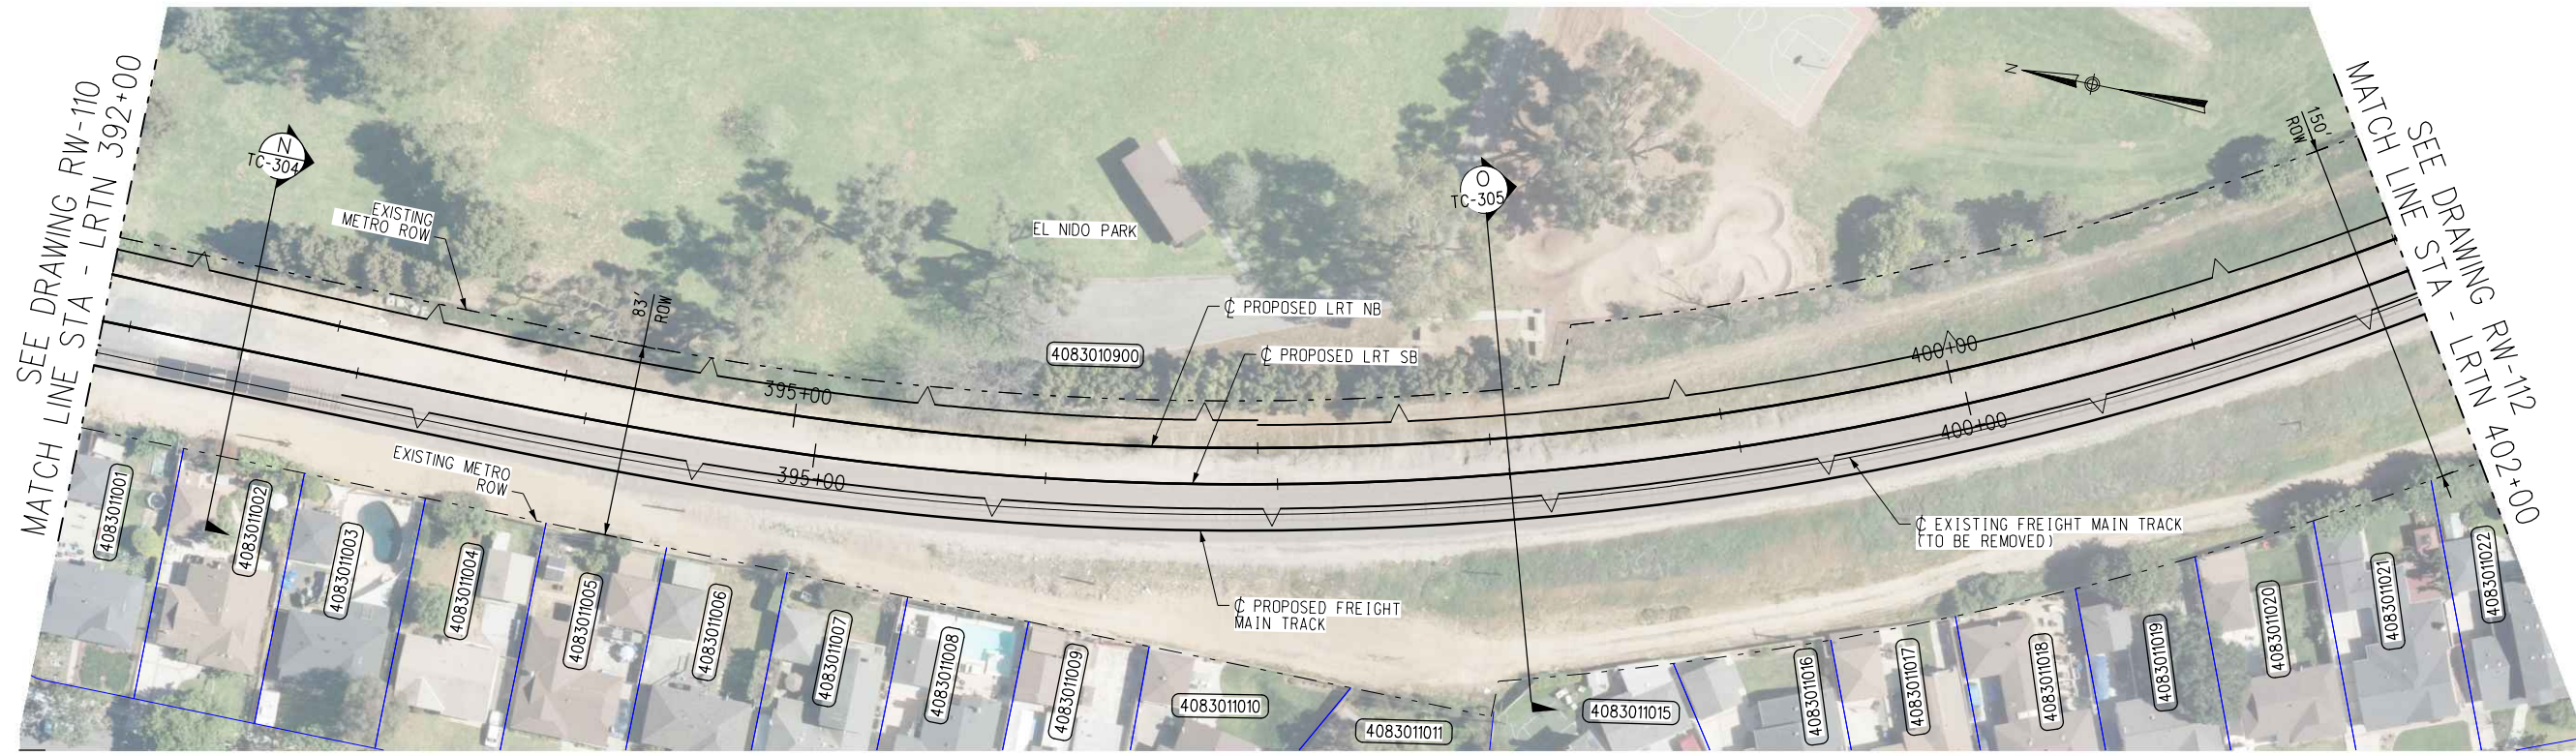 SEE DRAWING RW-110
MATCH LINE STA - LRTN 392+00
N
TC-304
EXISTING
METRO ROW
83'
ROW
EL NIDO PARK
4083010900
℄ PROPOSED LRT NB
℄ PROPOSED LRT SB
O
TC-305
N
150'
ROW
SEE DRAWING RW-112
MATCH LINE STA - LRTN 402+00
395+00
395+00
400+00
400+00
EXISTING METRO
ROW
℄ EXISTING FREIGHT MAIN TRACK
(TO BE REMOVED)
℄ PROPOSED FREIGHT
MAIN TRACK
4083011001
4083011002
4083011003
4083011004
4083011005
4083011006
4083011007
4083011008
4083011009
4083011010
4083011011
4083011015
4083011016
4083011017
4083011018
4083011019
4083011020
4083011021
4083011022